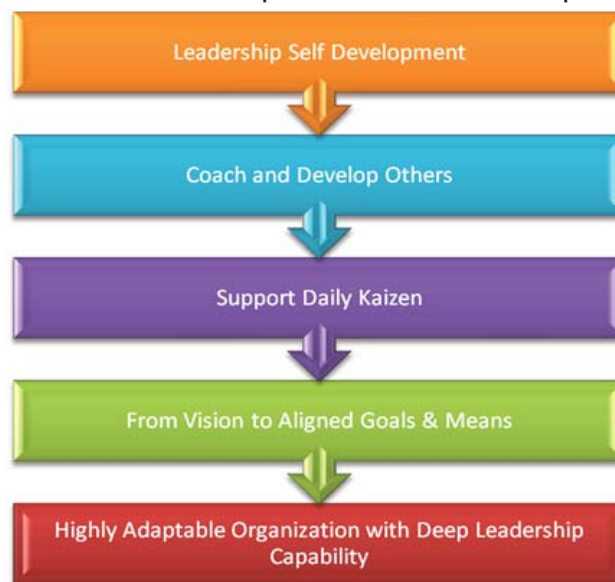 Leadership Self Development
Coach and Develop Others
Support Daily Kaizen
From Vision to Aligned Goals & Means
Highly Adaptable Organization with Deep Leadership
Capability